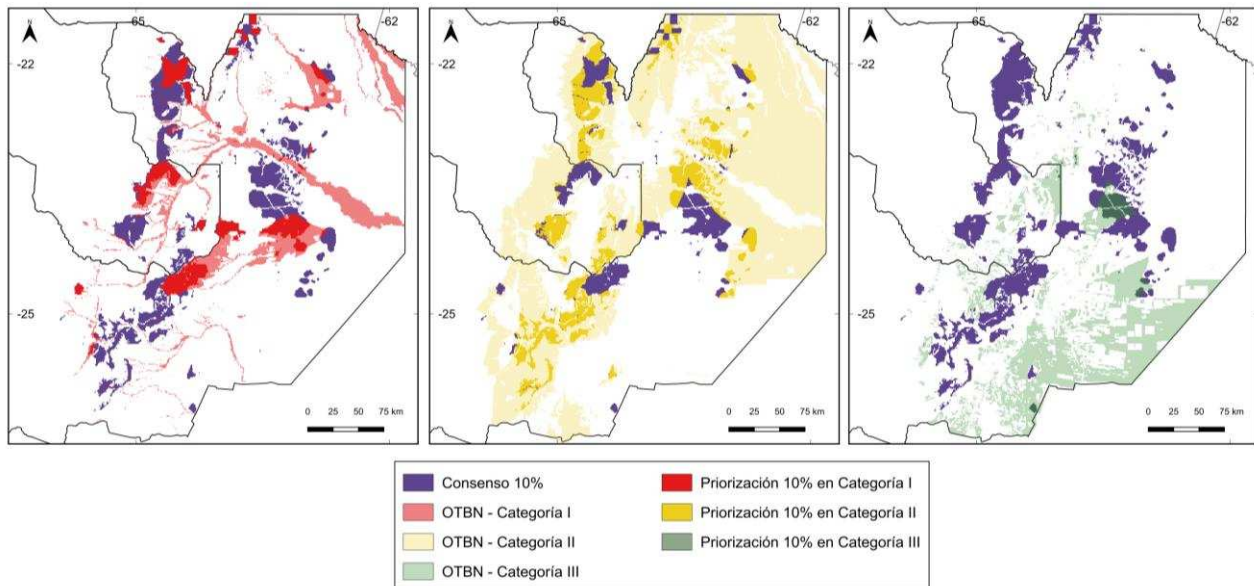 N
65
-62
-22
-25
0 25 50 75 km
N
65
-62
-22
-25
0 25 50 75 km
N
65
-62
-22
-25
0 25 50 75 km
Consenso 10%
OTBN - Categoría I
OTBN - Categoría II
OTBN - Categoría III
Priorización 10% en Categoría I
Priorización 10% en Categoría II
Priorización 10% en Categoría III